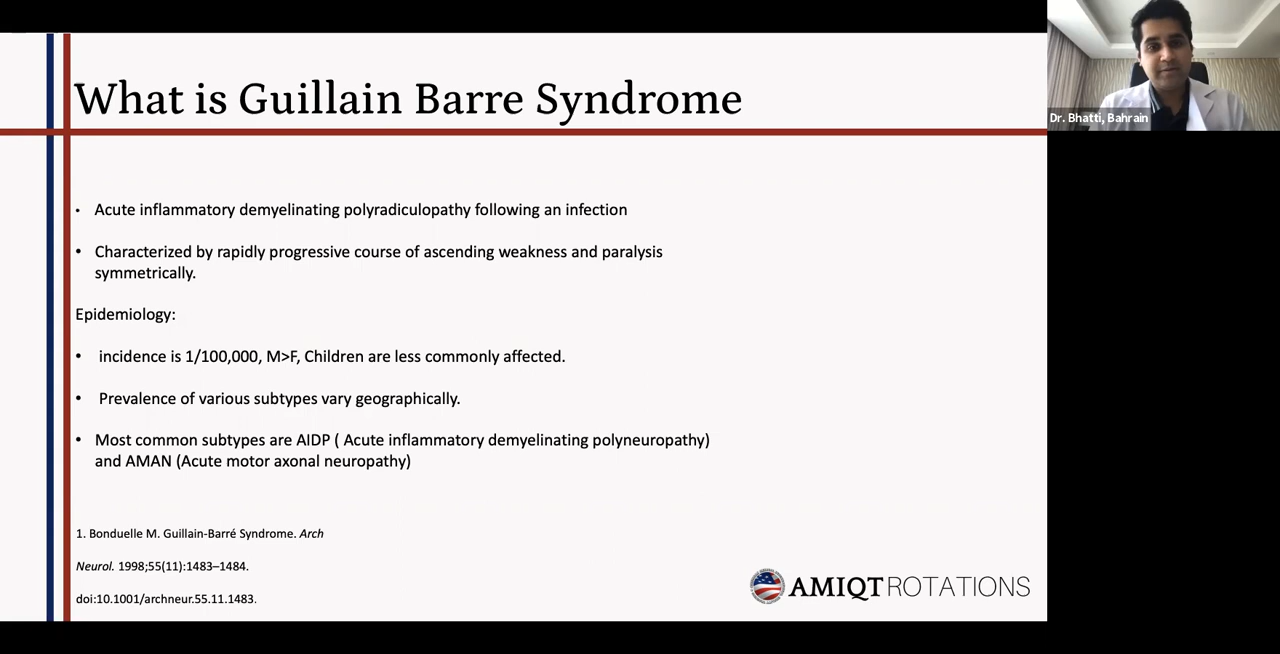 What is Guillain Barre Syndrome
Dr. Bhatti, Bahrain
• Acute inflammatory demyelinating polyradiculopathy following an infection
• Characterized by rapidly progressive course of ascending weakness and paralysis
symmetrically.
Epidemiology:
• incidence is 1/100,000, M>F, Children are less commonly affected.
• Prevalence of various subtypes vary geographically.
• Most common subtypes are AIDP ( Acute inflammatory demyelinating polyneuropathy)
and AMAN (Acute motor axonal neuropathy)
1. Bonduelle M. Guillain-Barré Syndrome. Arch
Neurol. 1998;55(11):1483–1484.
doi:10.1001/archneur.55.11.1483.
AMIQT ROTATIONS